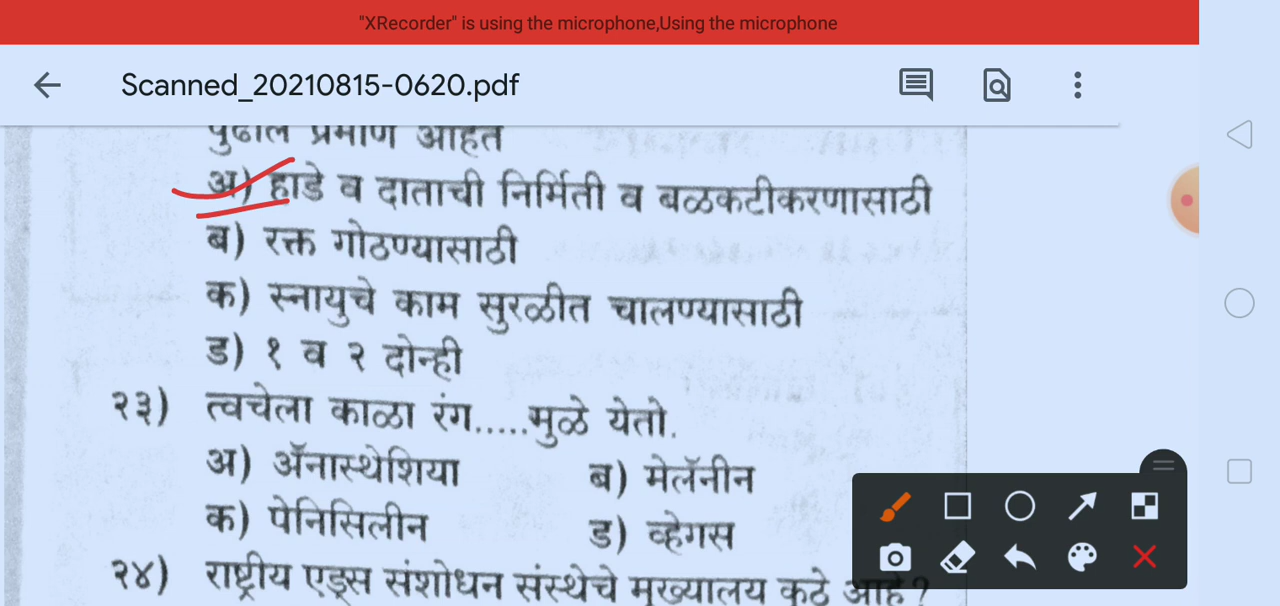 "XRecorder" is using the microphone,Using the microphone
Scanned_20210815-0620.pdf
पुढील प्रमाणे आहेत
अ) हाडे व दाताची निर्मिती व बळकटीकरणासाठी
ब) रक्त गोठण्यासाठी
क) स्नायुचे काम सुरळीत चालण्यासाठी
ड) १ व २ दोन्ही
२३) त्वचेला काळा रंग.....मुळे येतो.
अ) ॲनास्थेशिया ब) मेलॅनीन
क) पेनिसिलीन ड) व्हेगस
२४) राष्ट्रीय एड्स संशोधन संस्थेचे मुख्यालय कुठे आहे?